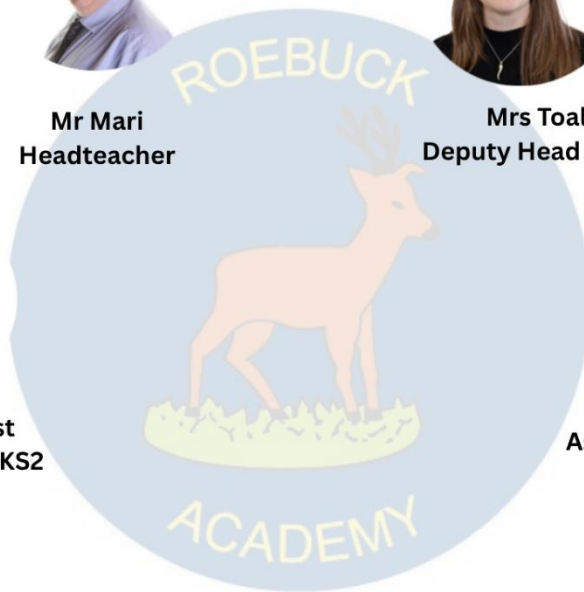 ROEBUCK
Mr Mari
Headteacher
Mrs Toal
Deputy Head
KS2
ACADEMY